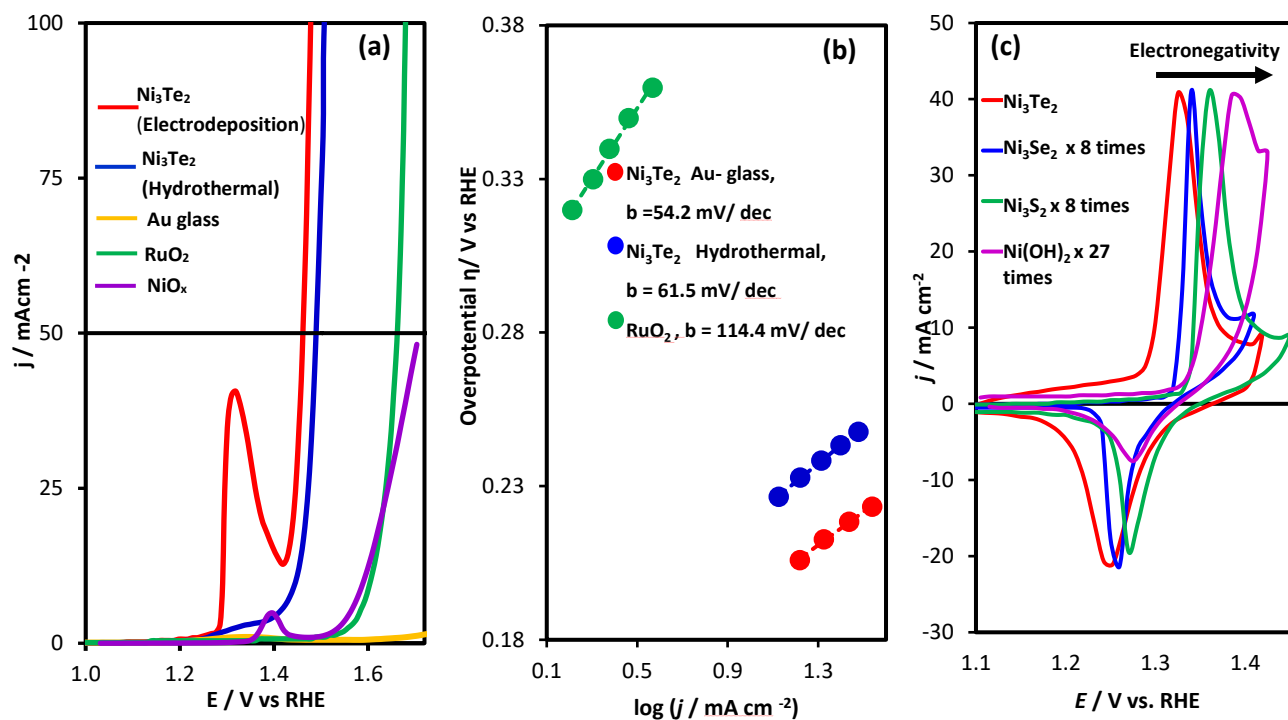 (a)
Ni₃Te₂
(Electrodeposition)
Ni₃Te₂
(Hydrothermal)
Au glass
RuO₂
NiOₓ
100
75
50
25
0
1.0
1.2
1.4
1.6
j / mAcm -2
E / V vs RHE
(b)
Ni₃Te₂ Au- glass,
b =54.2 mV/ dec
Ni₃Te₂ Hydrothermal,
b = 61.5 mV/ dec
RuO₂ , b = 114.4 mV/ dec
0.38
0.33
0.28
0.23
0.18
0.1
0.5
0.9
1.3
Overpotential η/ V vs RHE
log (j / mA cm ⁻²)
(c)
Electronegativity
Ni₃Te₂
Ni₃Se₂ x 8 times
Ni₃S₂ x 8 times
Ni(OH)₂ x 27
times
50
40
30
20
10
0
-10
-20
-30
1.1
1.2
1.3
1.4
j / mA cm⁻²
E / V vs. RHE